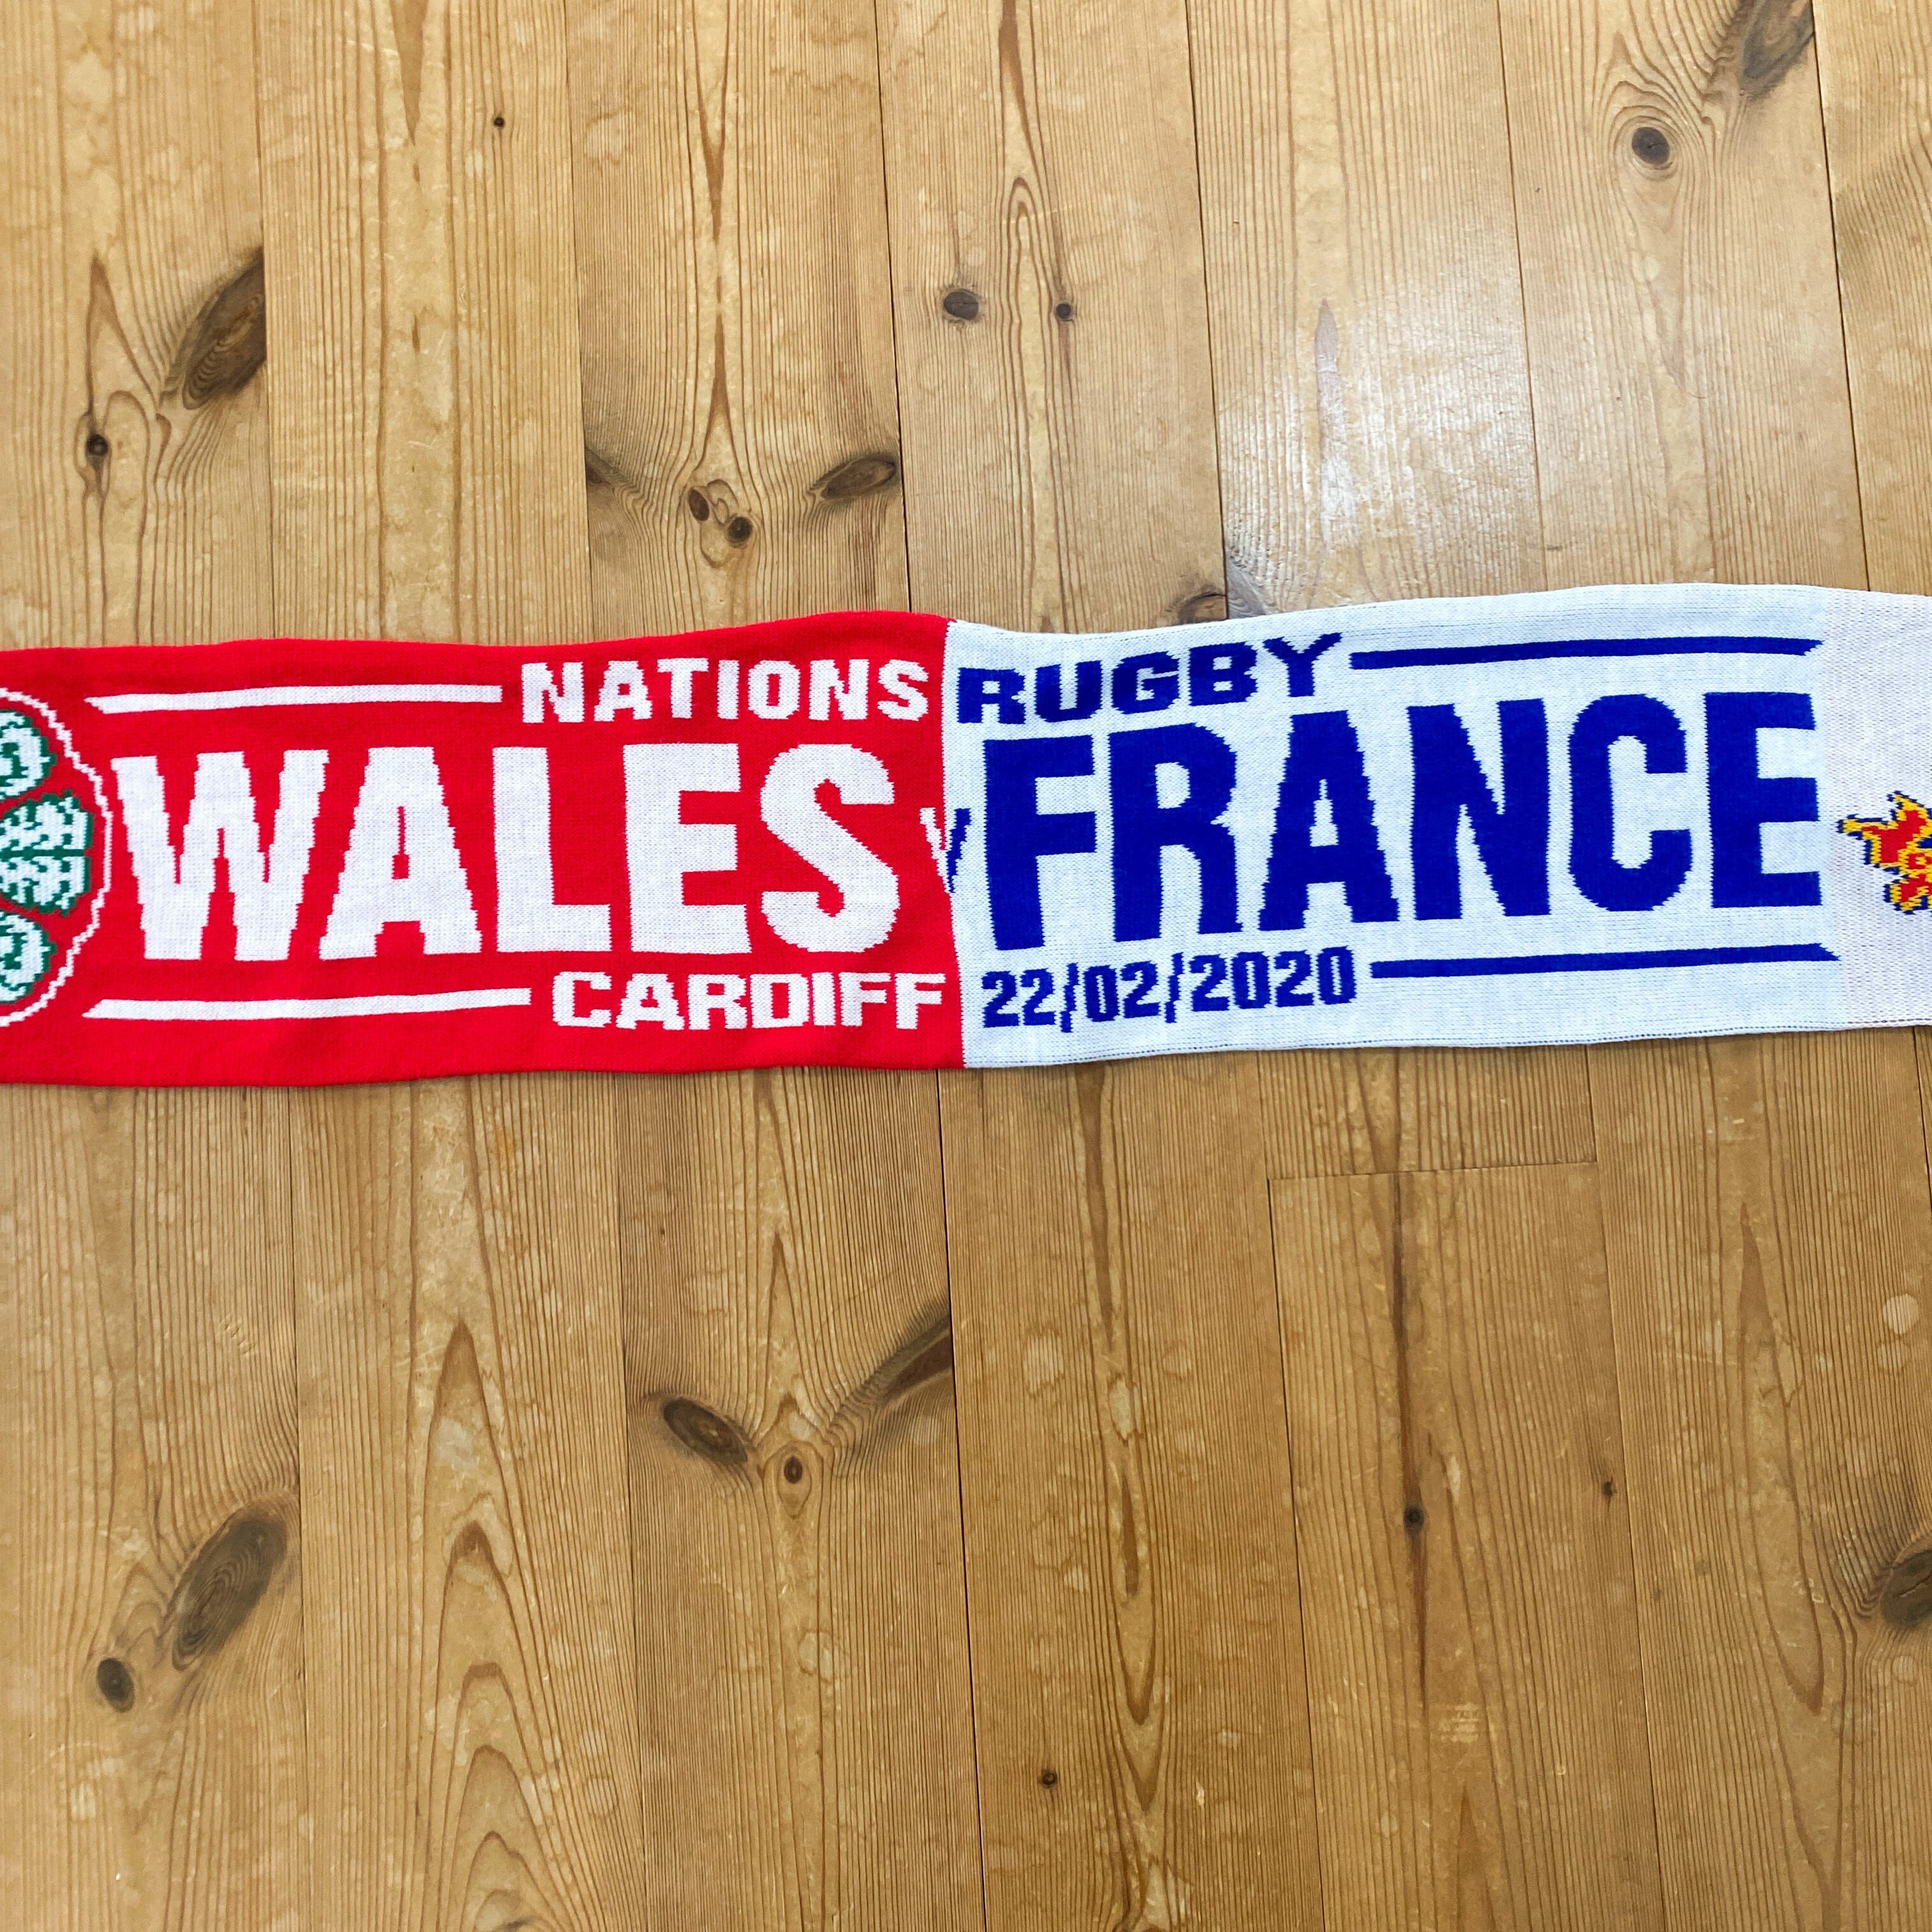 NATIONS RUGBY
WALES V FRANCE
CARDIFF 22/02/2020